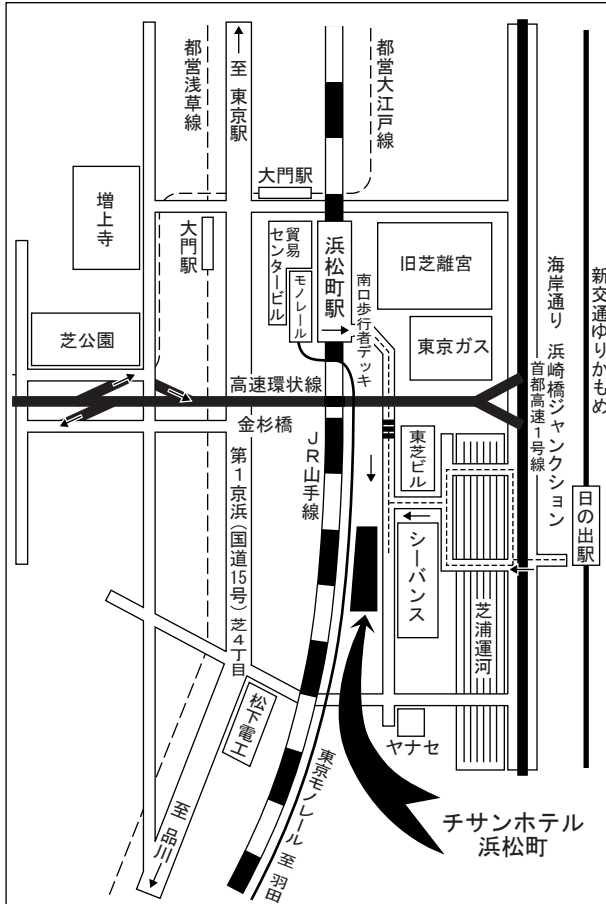 都営浅草線
至 東京駅
都営大江戸線
大門駅
増上寺
大門駅
貿易
センタービル
モノレール
浜松町駅
南口歩行者デッキ
旧芝離宮
東京ガス
海岸通り
浜崎橋ジャンクション
首都高速1号線
新交通ゆりかもめ
芝公園
高速環状線
金杉橋
JR山手線
第1京浜(国道15号)
芝4丁目
東芝ビル
シーバンス
日の出駅
芝浦運河
松下電工
ヤナセ
至 品川
東京モノレール
至 羽田
チサンホテル
浜松町